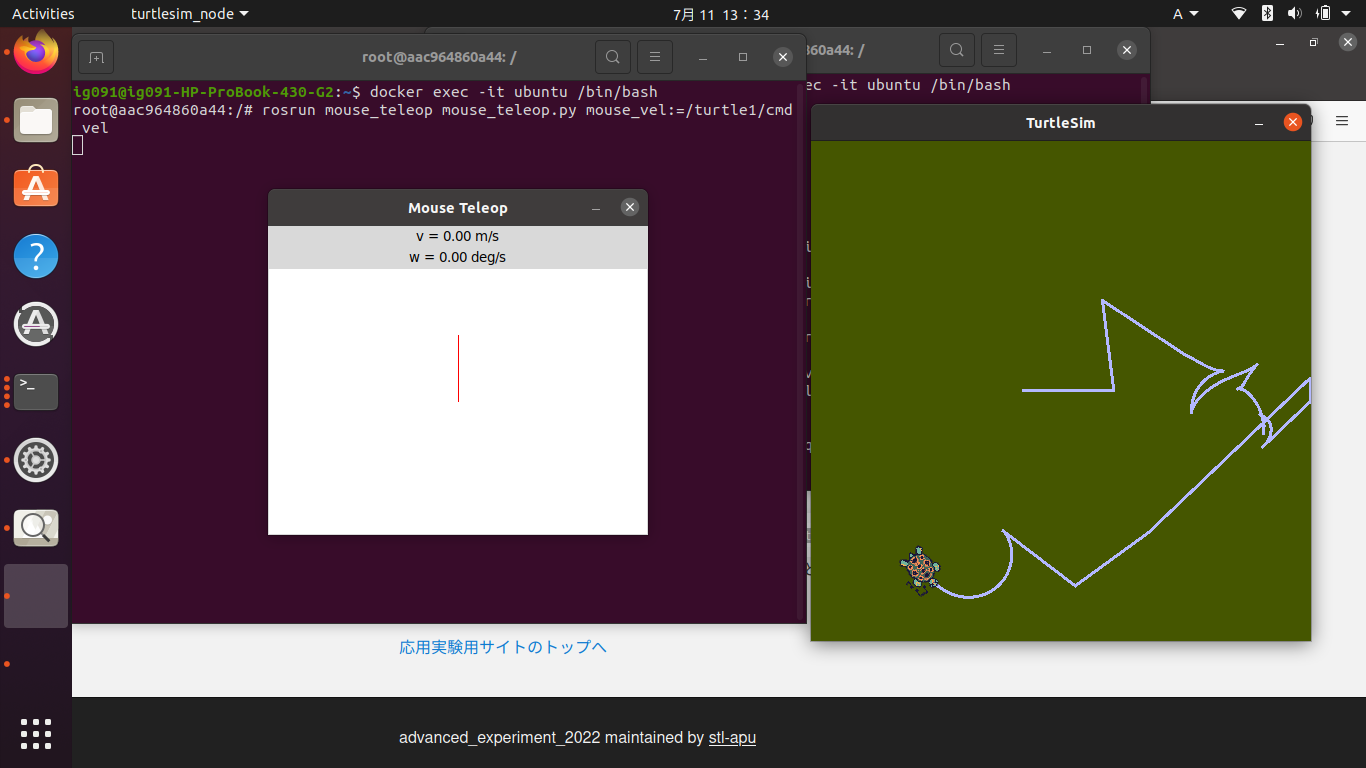 Activities
turtlesim_node
7月 11 13：34
A
root@aac964860a44: /
60a44: /
ig091@ig091-HP-ProBook-430-G2:~$ docker exec -it ubuntu /bin/bash
ec -it ubuntu /bin/bash
root@aac964860a44:/# rosrun mouse_teleop mouse_teleop.py mouse_vel:=/turtle1/cmd
_vel
TurtleSim
Mouse Teleop
v = 0.00 m/s
w = 0.00 deg/s
応用実験用サイトのトップへ
advanced_experiment_2022 maintained by stl-apu